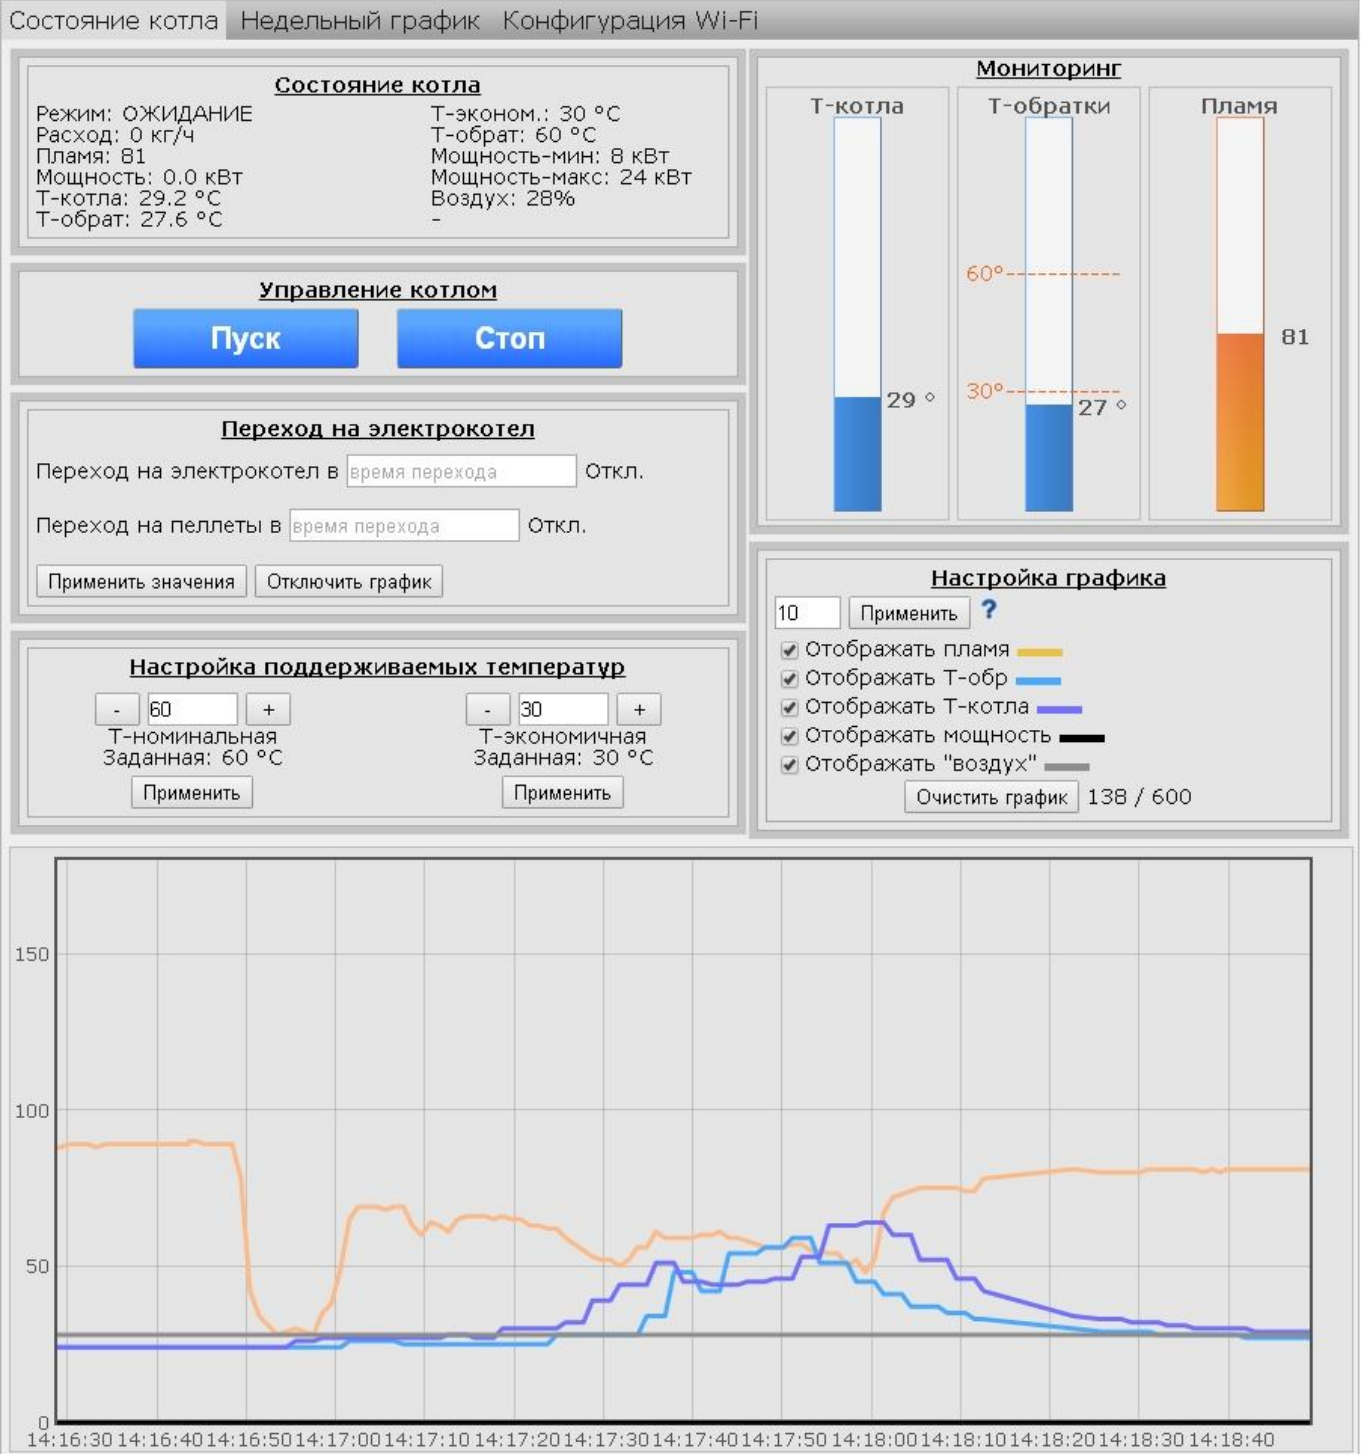 Состояние котла Недельный график Конфигурация Wi-Fi
Состояние котла
Режим: ОЖИДАНИЕ
Расход: 0 кг/ч
Пламя: 81
Мощность: 0.0 кВт
Т-котла: 29.2 °C
Т-обрат: 27.6 °C
Т-эконом.: 30 °C
Т-обрат: 60 °C
Мощность-мин: 8 кВт
Мощность-макс: 24 кВт
Воздух: 28%
-
Управление котлом
Пуск Стоп
Переход на электрокотел
Переход на электрокотел в время перехода Откл.
Переход на пеллеты в время перехода Откл.
Применить значения Отключить график
Настройка поддерживаемых температур
- 60 +
Т-номинальная
Заданная: 60 °C
Применить
- 30 +
Т-экономичная
Заданная: 30 °C
Применить
Мониторинг
Т-котла Т-обратки Пламя
60°
81
30°
29 °
27 °
Настройка графика
10 Применить ?
Отображать пламя
Отображать Т-обр
Отображать Т-котла
Отображать мощность
Отображать "воздух"
Очистить график 138 / 600
150
100
50
0
14:16:30 14:16:40 14:16:50 14:17:00 14:17:10 14:17:20 14:17:30 14:17:40 14:17:50 14:18:00 14:18:10 14:18:20 14:18:30 14:18:40